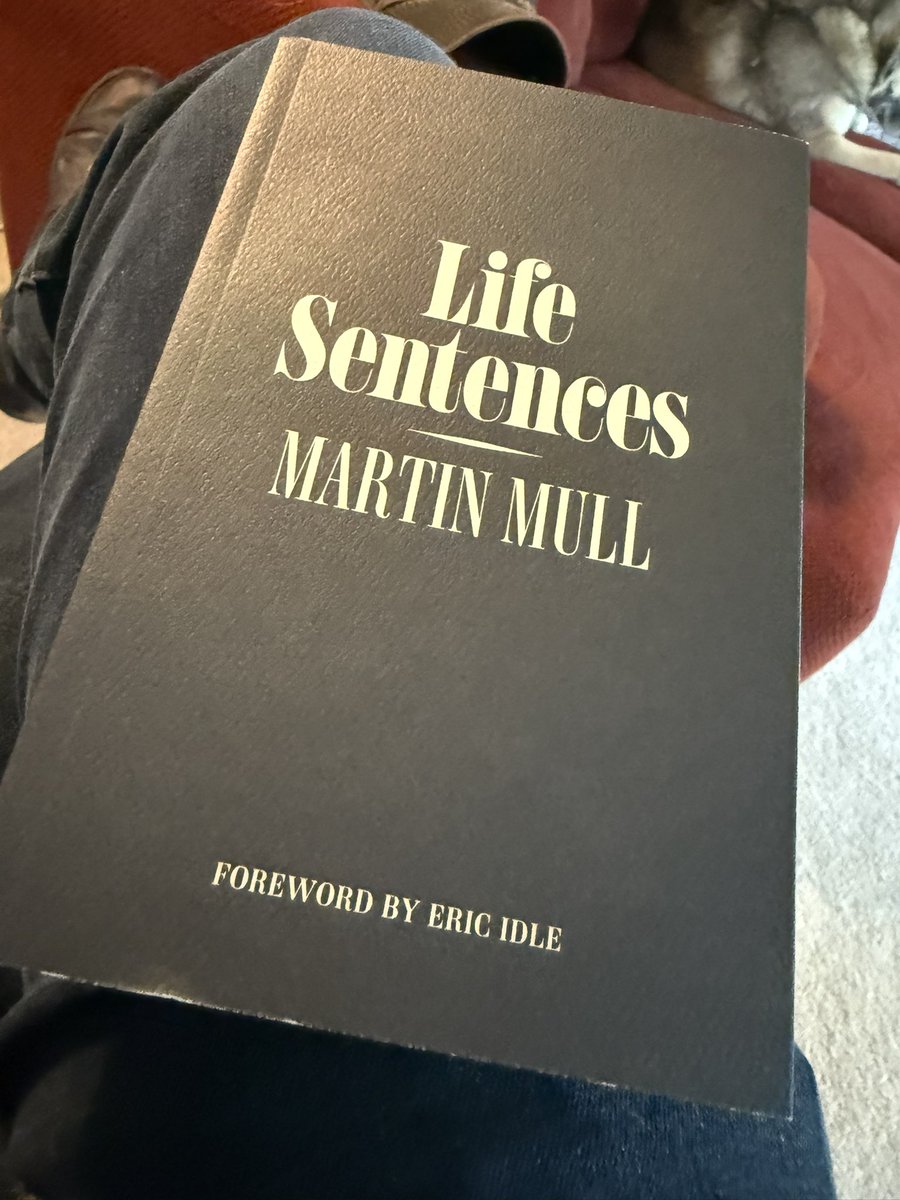 Life
Sentences
MARTIN MULL
FOREWORD BY ERIC IDLE